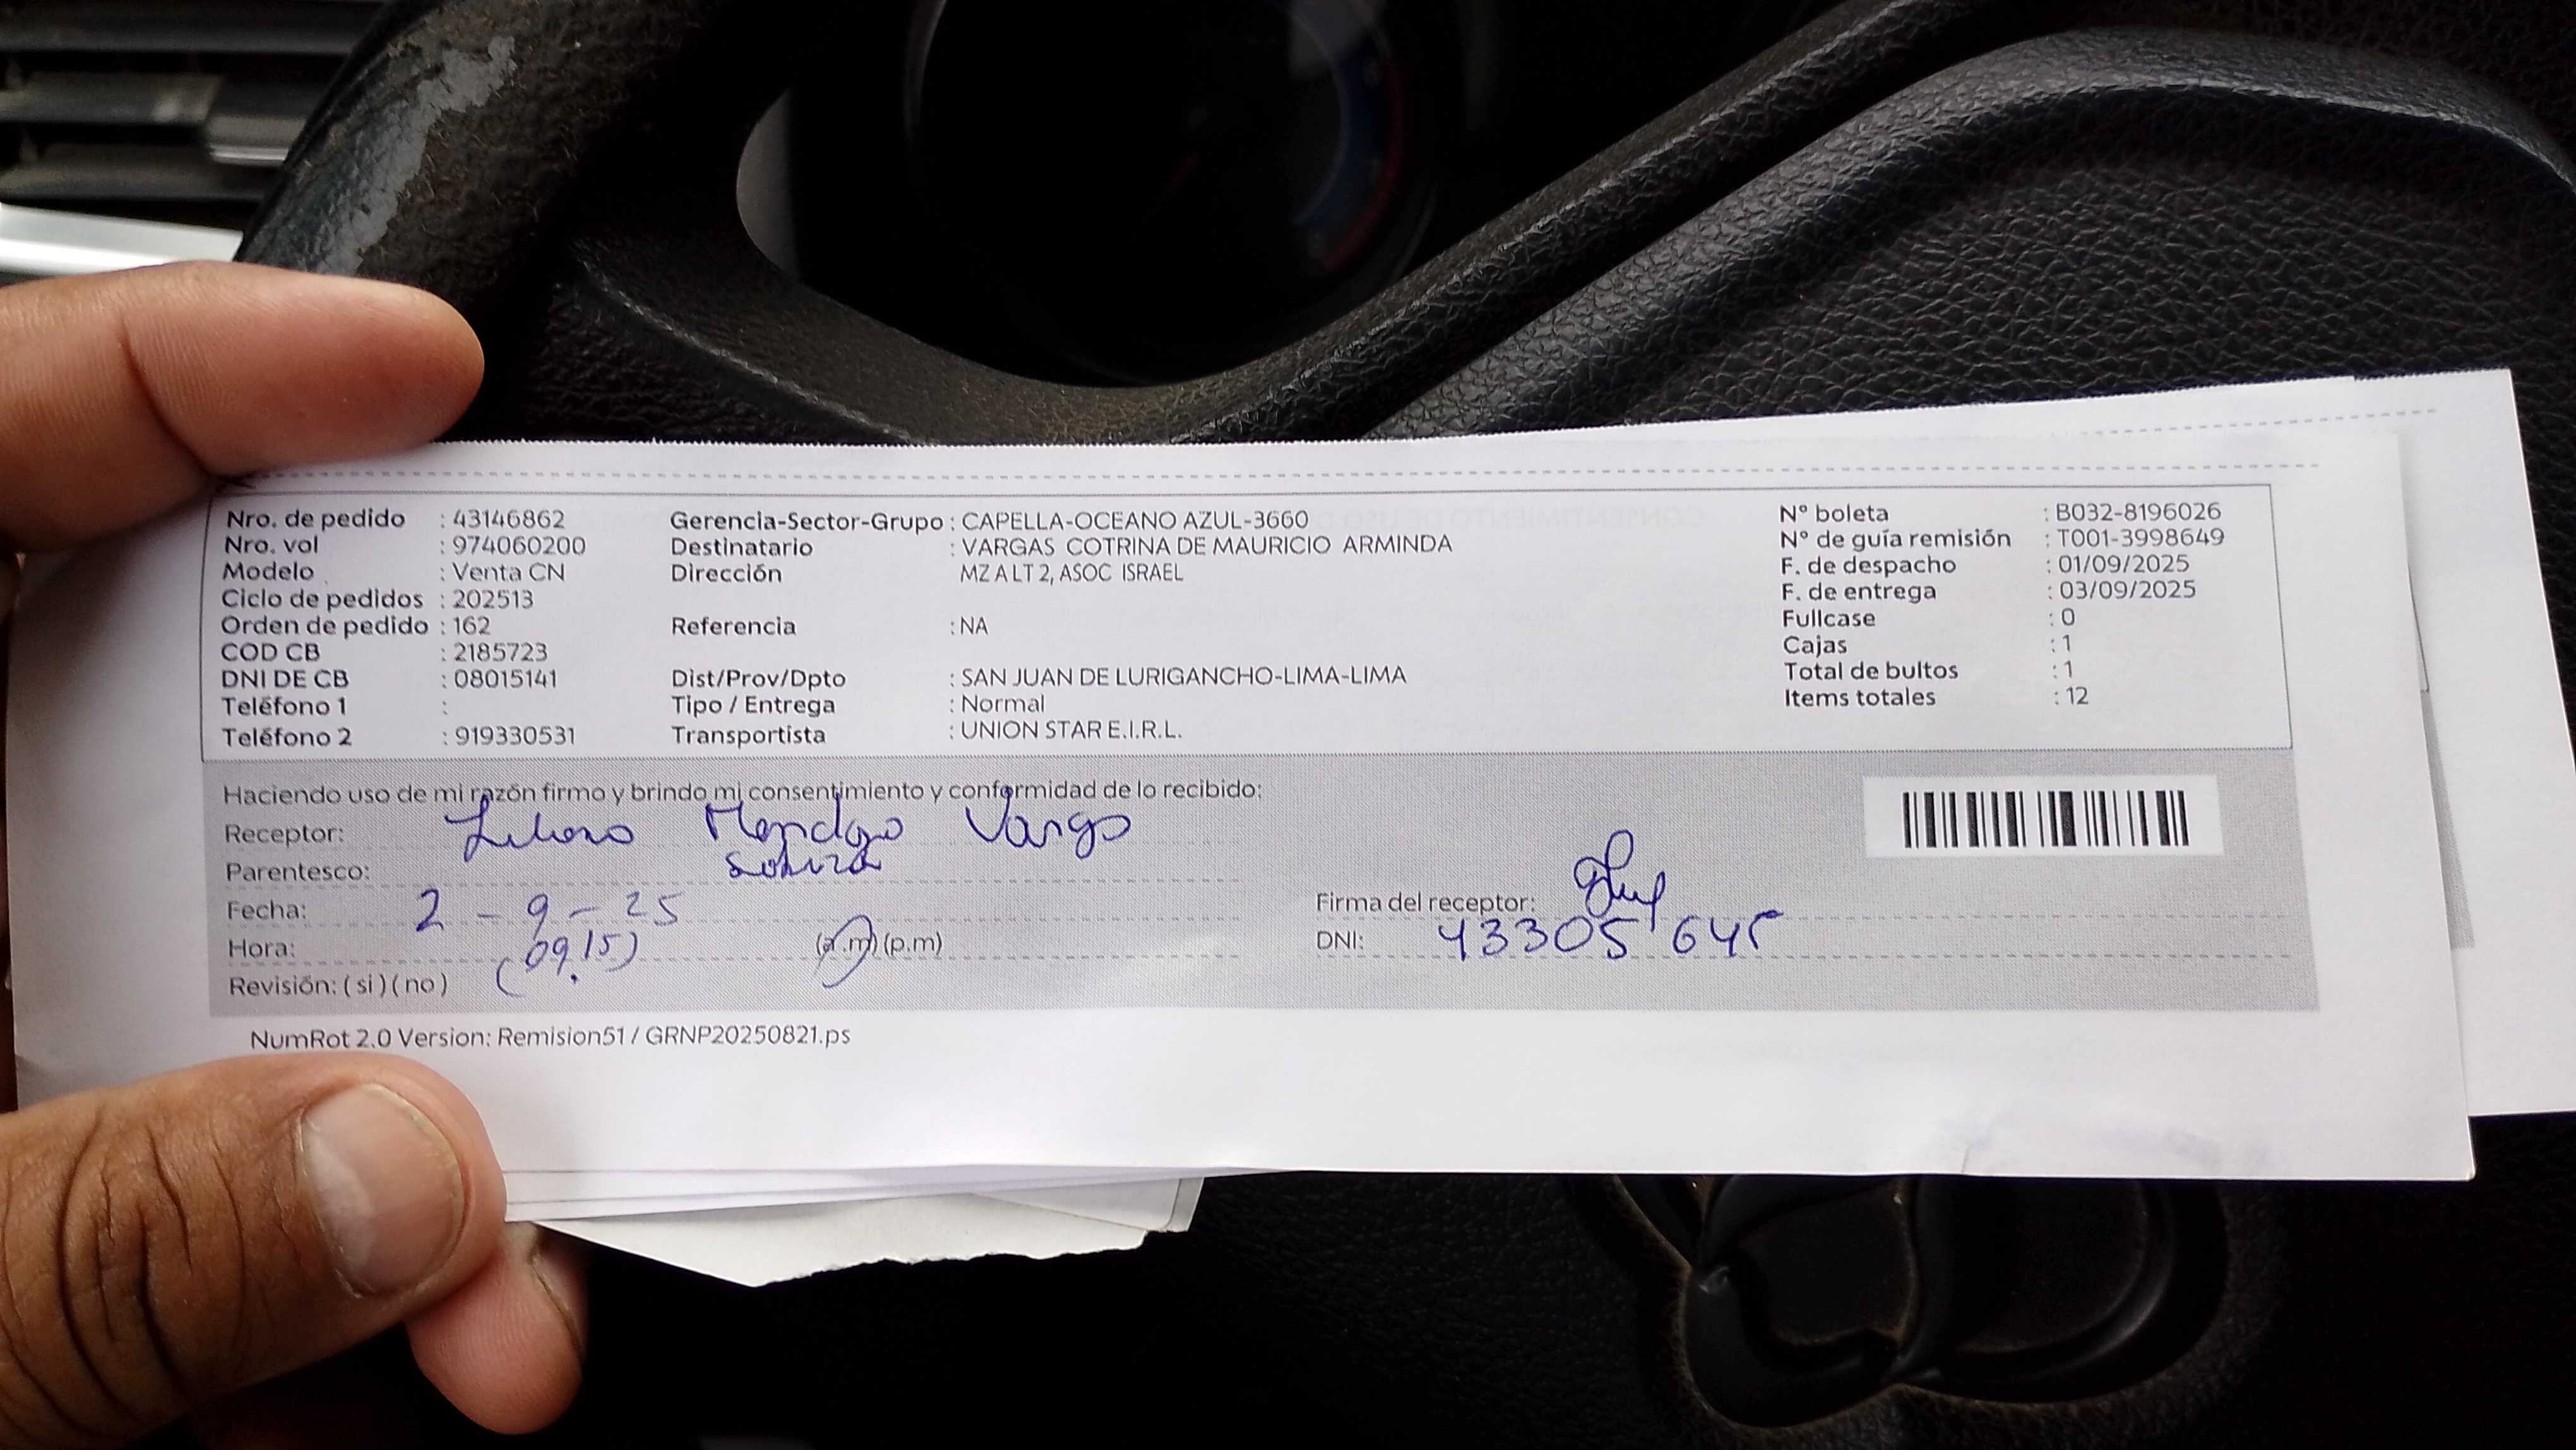 Nro. de pedido : 43146862
Nro. vol : 974060200
Modelo : Venta CN
Ciclo de pedidos : 202513
Orden de pedido : 162
COD CB : 2185723
DNI DE CB : 08015141
Teléfono 1 :
Teléfono 2 : 919330531
Gerencia-Sector-Grupo : CAPELLA-OCEANO AZUL-3660
Destinatario : VARGAS COTRINA DE MAURICIO ARMINDA
Dirección MZ A LT 2, ASOC ISRAEL
Referencia : NA
Dist/Prov/Dpto : SAN JUAN DE LURIGANCHO-LIMA-LIMA
Tipo / Entrega : Normal
Transportista : UNION STAR E.I.R.L.
N° boleta : B032-8196026
N° de guía remisión : T001-3998649
F. de despacho : 01/09/2025
F. de entrega : 03/09/2025
Fullcase : 0
Cajas : 1
Total de bultos : 1
Items totales : 12
Haciendo uso de mi razón firmo y brindo mi consentimiento y conformidad de lo recibido:
Receptor:
Parentesco:
Fecha: 2 - 9 - 25
Hora: (09.15) (a.m) (p.m)
Revisión: ( si ) ( no )
Firma del receptor:
DNI: 43305645
NumRot 2.0 Version: Remision51 / GRNP20250821.ps